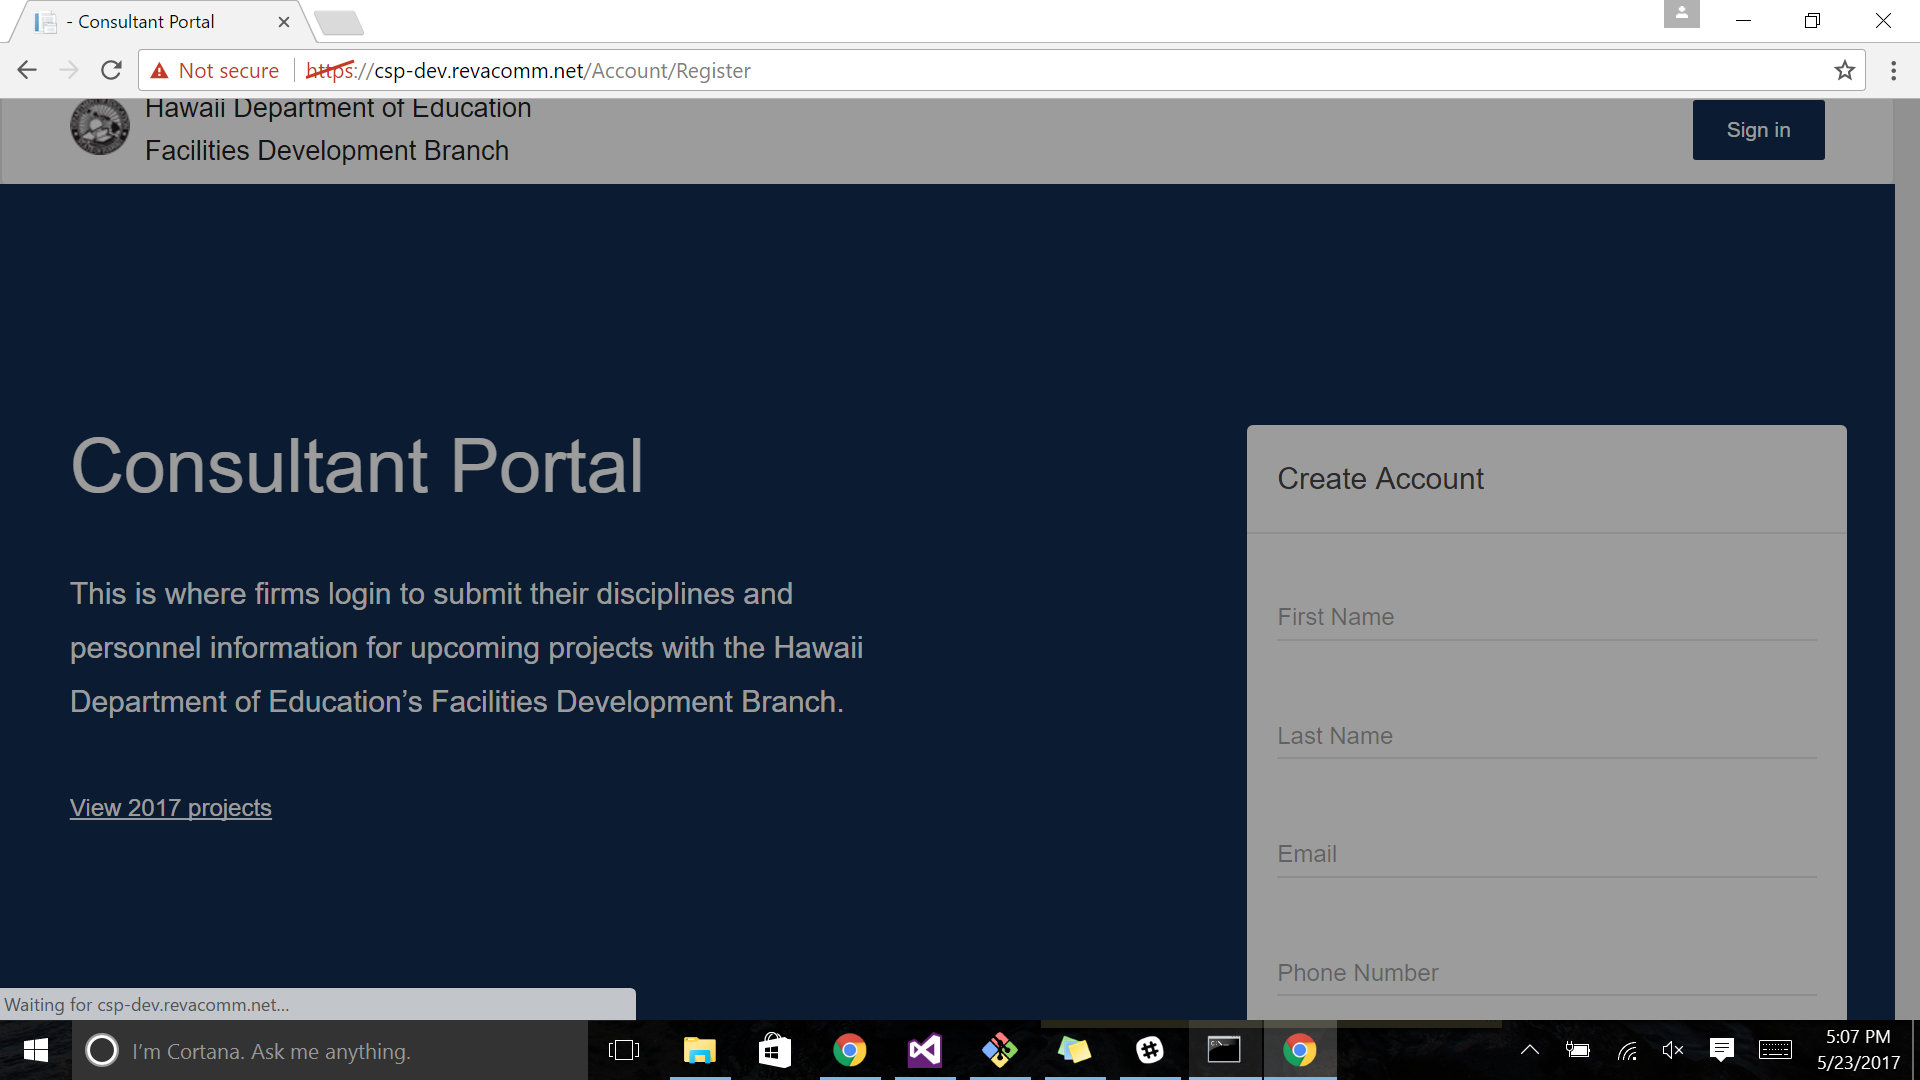 - Consultant Portal
Not secure
https://csp-dev.revacomm.net/Account/Register
Hawaii Department of Education
Facilities Development Branch
Sign in
Consultant Portal
This is where firms login to submit their disciplines and
personnel information for upcoming projects with the Hawaii
Department of Education’s Facilities Development Branch.
View 2017 projects
Create Account
First Name
Last Name
Email
Phone Number
Waiting for csp-dev.revacomm.net...
I’m Cortana. Ask me anything.
5:07 PM
5/23/2017